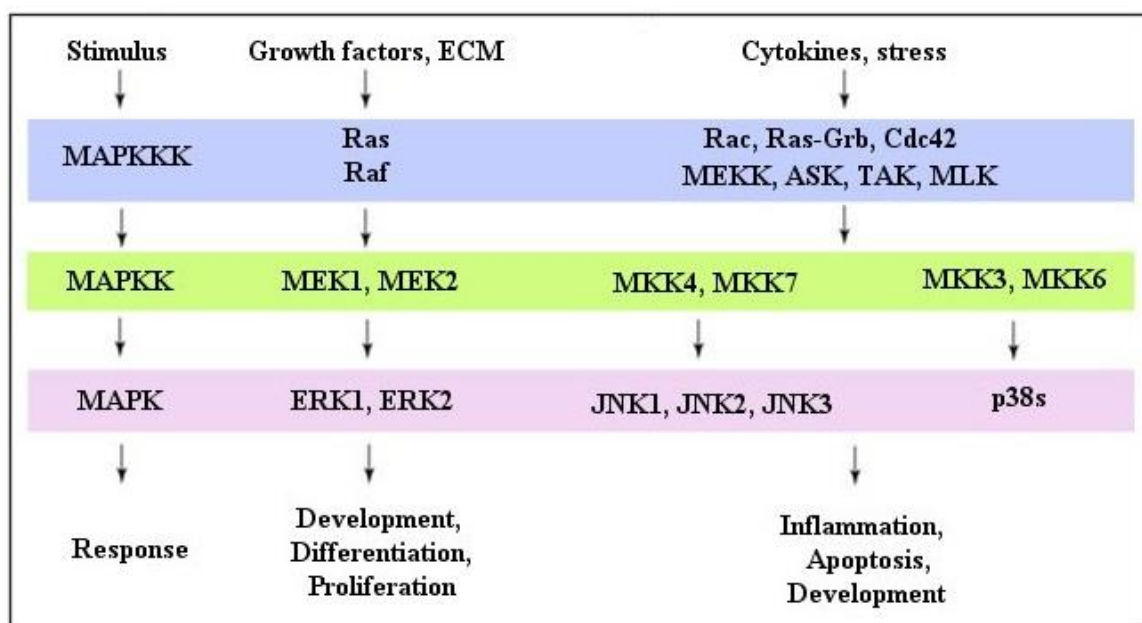 Stimulus
Growth factors, ECM
Cytokines, stress
MAPKKK
Ras
Raf
Rac, Ras-Grb, Cdc42
MEKK, ASK, TAK, MLK
MAPKK
MEK1, MEK2
MKK4, MKK7
MKK3, MKK6
MAPK
ERK1, ERK2
JNK1, JNK2, JNK3
p38s
Response
Development,
Differentiation,
Proliferation
Inflammation,
Apoptosis,
Development